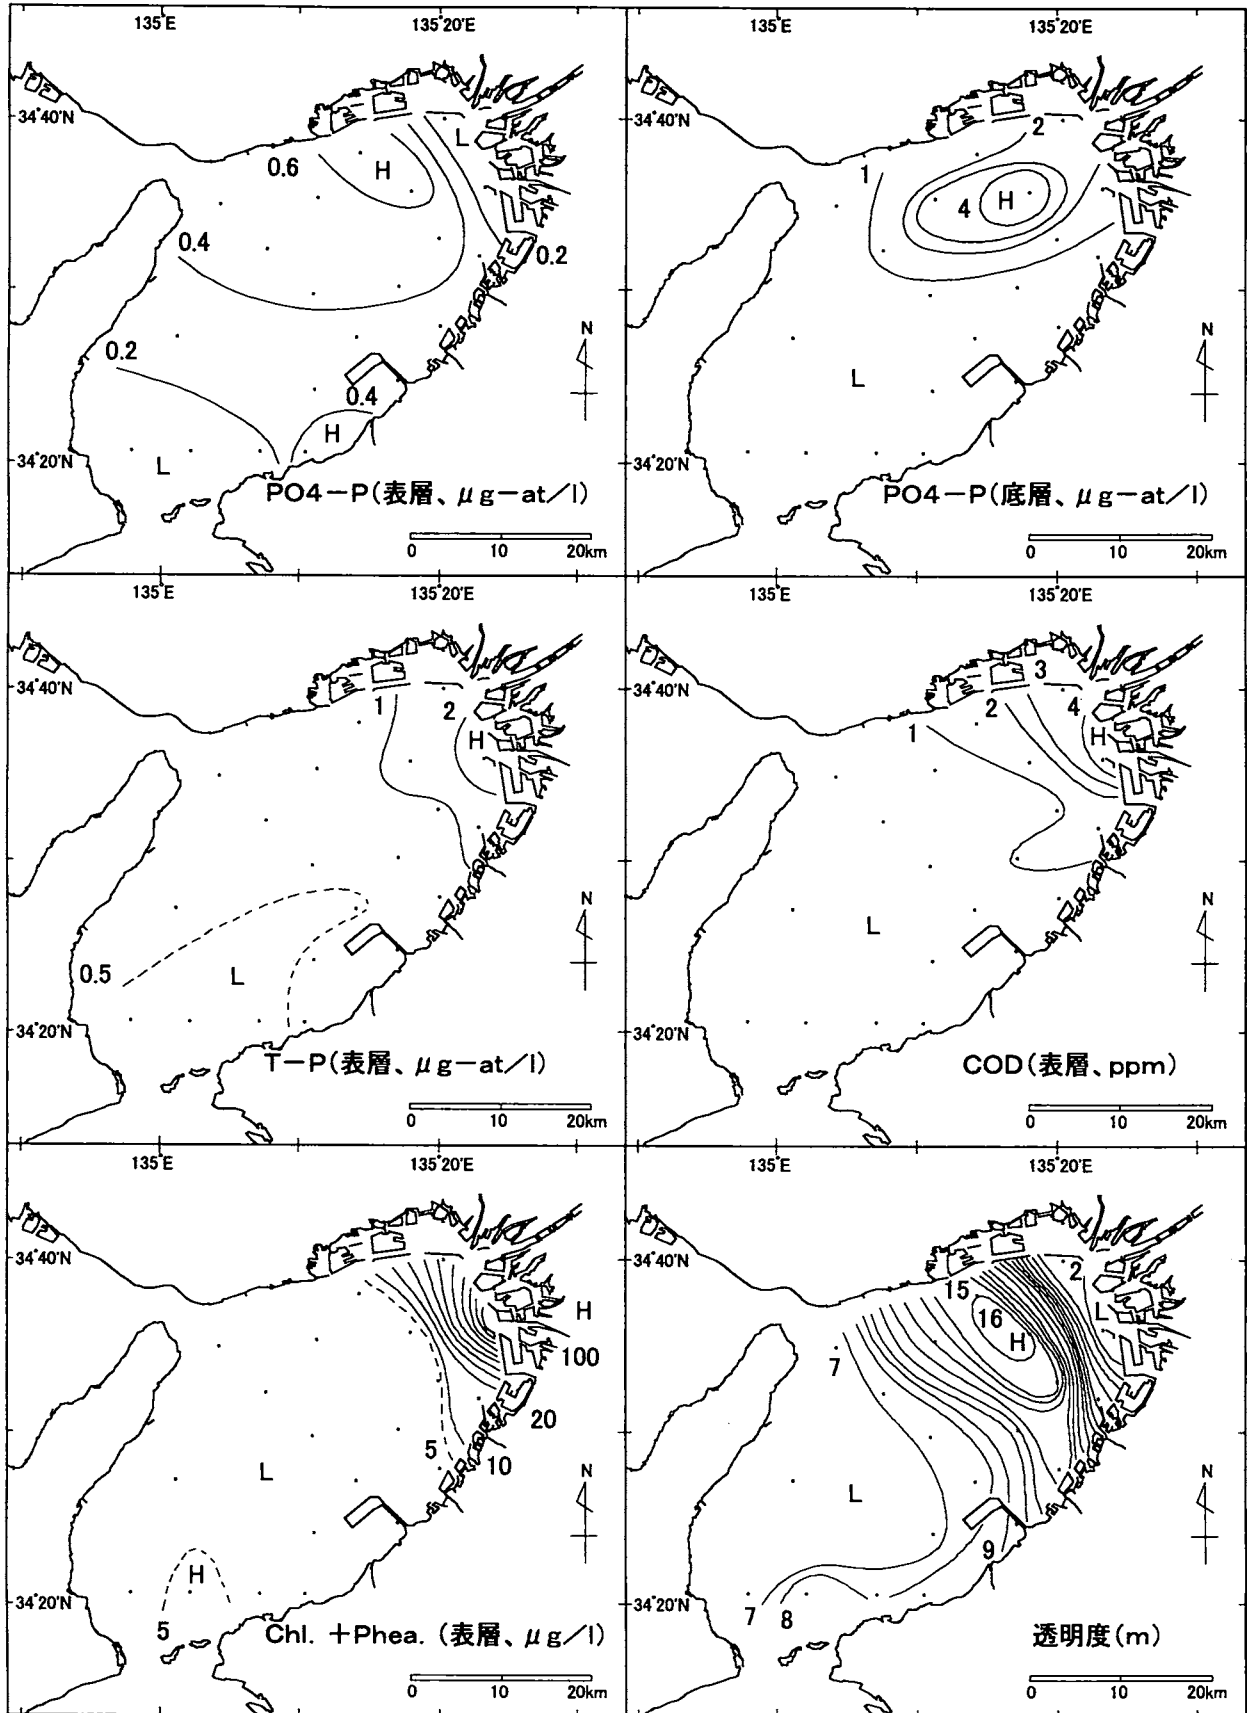 135°E
135°20'E
34°40'N
0.6
H
L
0.4
0.2
0.2
N
0.4
H
34°20'N
L
PO4-P(表層、μg-at/l)
0 10 20km
135°E
135°20'E
34°40'N
2
1
4
H
N
L
34°20'N
PO4-P(底層、μg-at/l)
0 10 20km
135°E
135°20'E
34°40'N
1
2
H
N
0.5
L
34°20'N
T-P(表層、μg-at/l)
0 10 20km
135°E
135°20'E
34°40'N
3
2
4
1
H
N
L
34°20'N
COD(表層、ppm)
0 10 20km
135°E
135°20'E
34°40'N
H
100
20
5
10
L
N
H
34°20'N
5
Chl. +Phea. (表層、μg/l)
0 10 20km
135°E
135°20'E
34°40'N
2
15
16
L
H
7
N
L
9
34°20'N
7
8
透明度(m)
0 10 20km